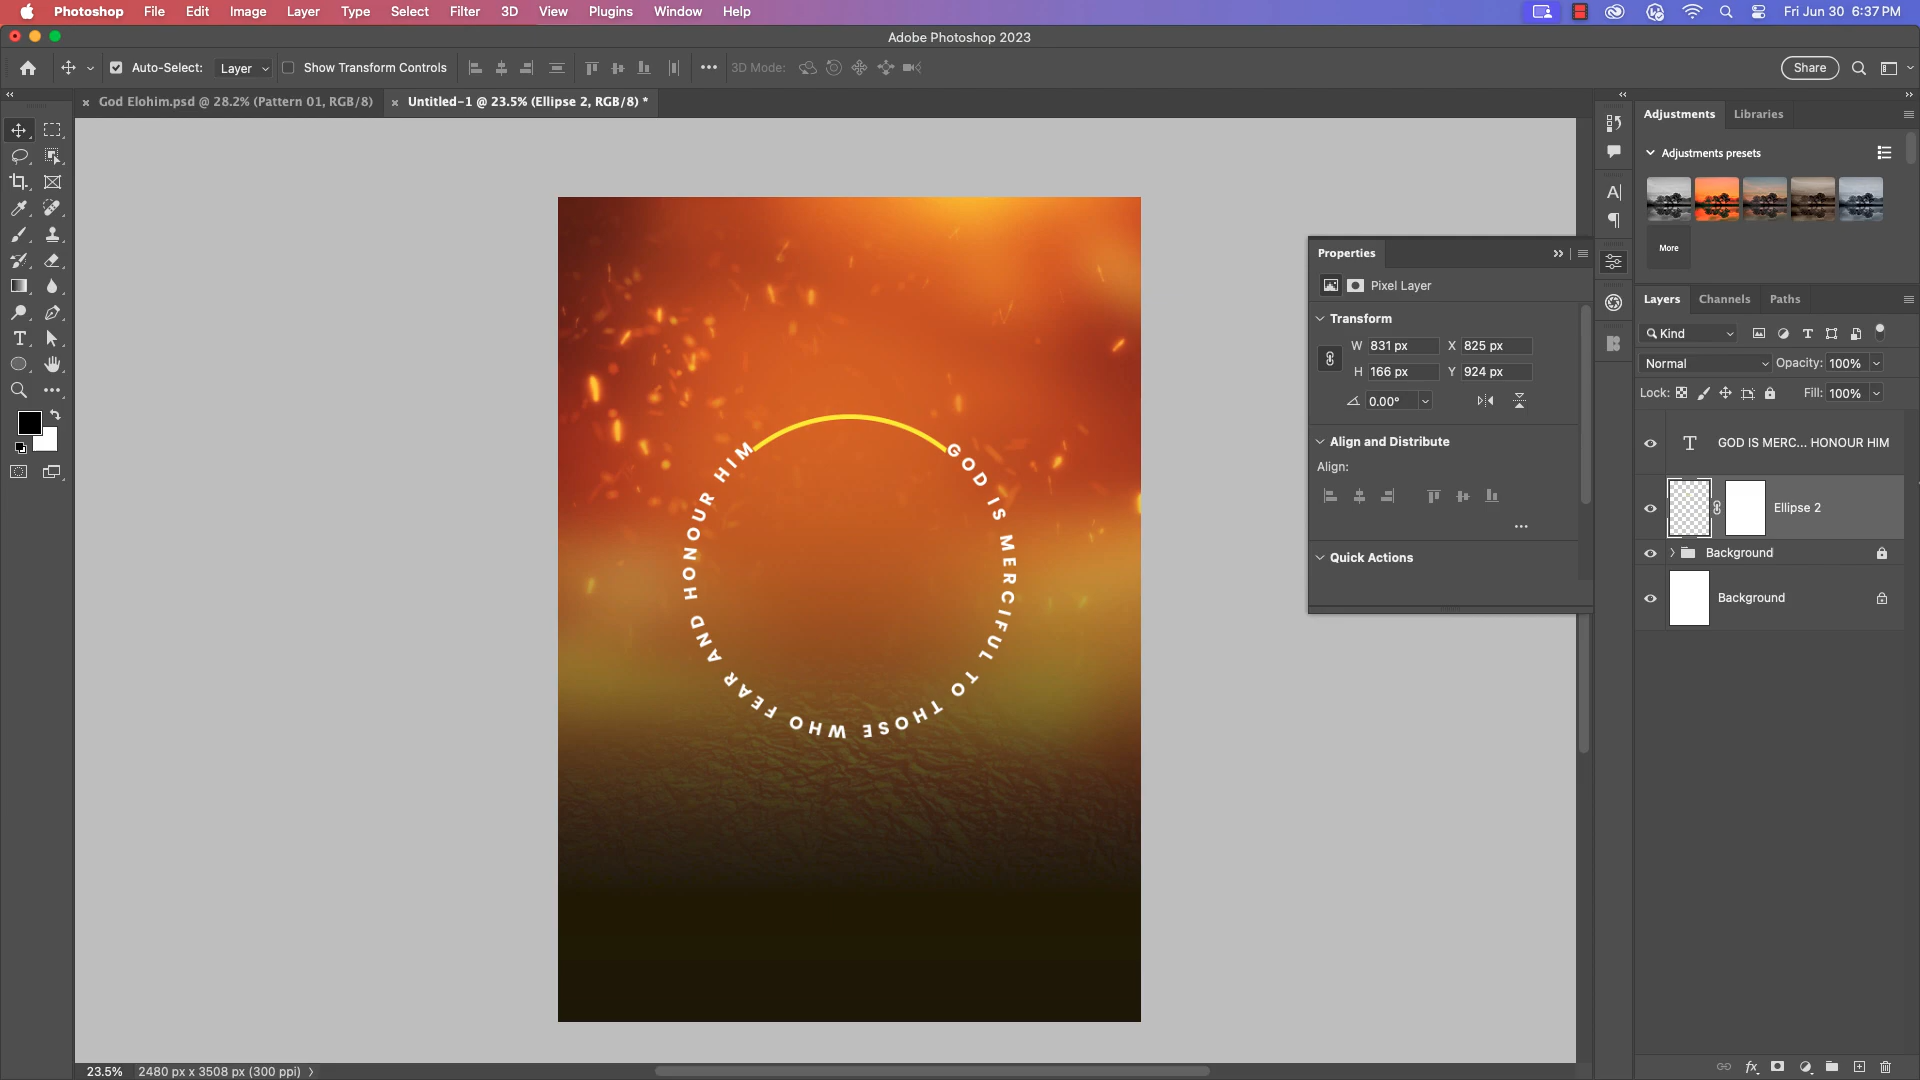 Photoshop File Edit Image Layer Type Select Filter 3D View Plugins Window Help Fri Jun 30 6:37 PM
Adobe Photoshop 2023
Auto-Select: Layer Show Transform Controls 3D Mode: Share
God Elohim.psd @ 28.2% (Pattern 01, RGB/8) Untitled-1 @ 23.5% (Ellipse 2, RGB/8) *
Adjustments Libraries
Adjustments presets
More
Properties
Pixel Layer
Transform
W 831 px X 825 px
H 166 px Y 924 px
0.00°
Align and Distribute
Align:
Quick Actions
Layers Channels Paths
Kind
Normal Opacity: 100%
Lock: Fill: 100%
GOD IS MERC... HONOUR HIM
Ellipse 2
Background
Background
GOD IS MERCIFUL TO THOSE WHO FEAR AND HONOUR HIM
23.5% 2480 px x 3508 px (300 ppi)